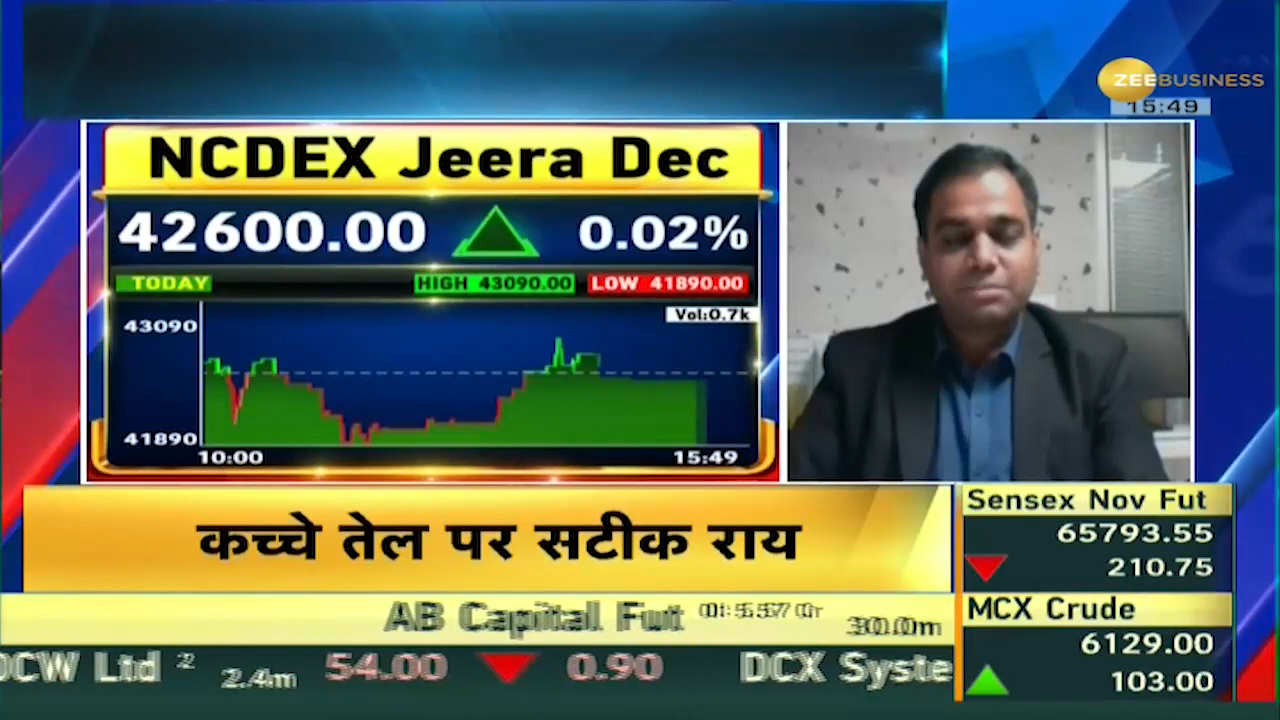 ZEEBUSINESS
15:49
NCDEX Jeera Dec
42600.00 0.02%
TODAY HIGH 43090.00 LOW 41890.00
Vol:0.7k
43090
41890
10:00 15:49
कच्चे तेल पर सटीक राय
Sensex Nov Fut
65793.55
210.75
MCX Crude
6129.00
103.00
AB Capital Fut
DCW Ltd 2.4m 54.00 0.90 DCX Syste